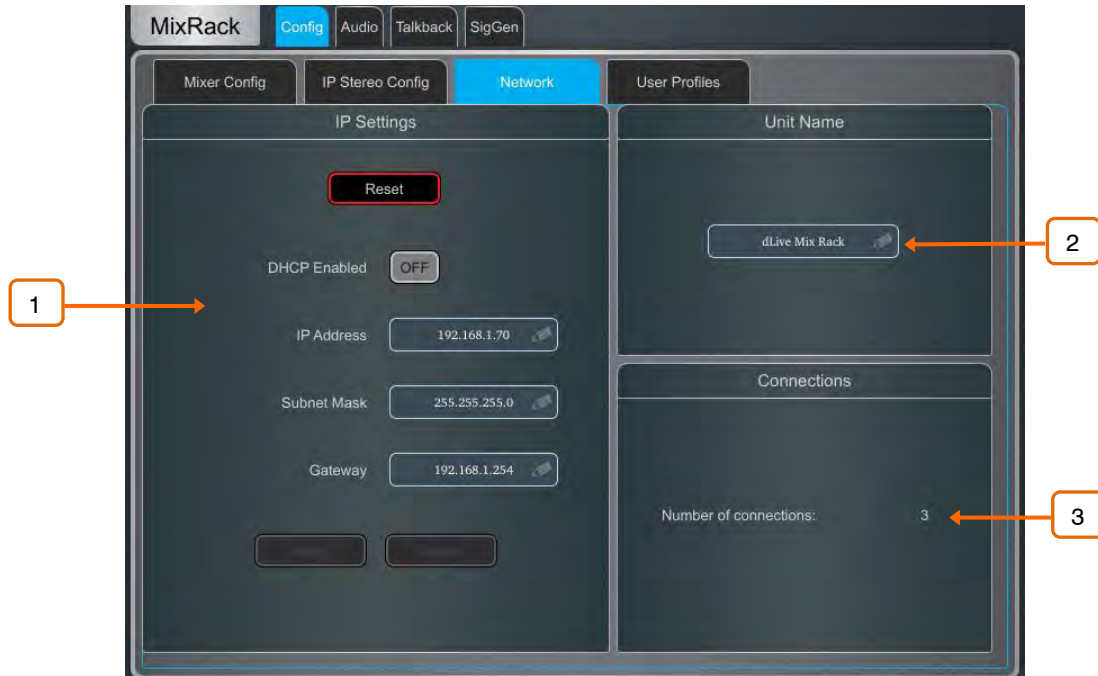 MixRack Config Audio Talkback SigGen
Mixer Config IP Stereo Config Network User Profiles
IP Settings
Reset
DHCP Enabled OFF
IP Address 192.168.1.70
Subnet Mask 255.255.255.0
Gateway 192.168.1.254
1
Unit Name
dLive Mix Rack
2
Connections
Number of connections: 3
3